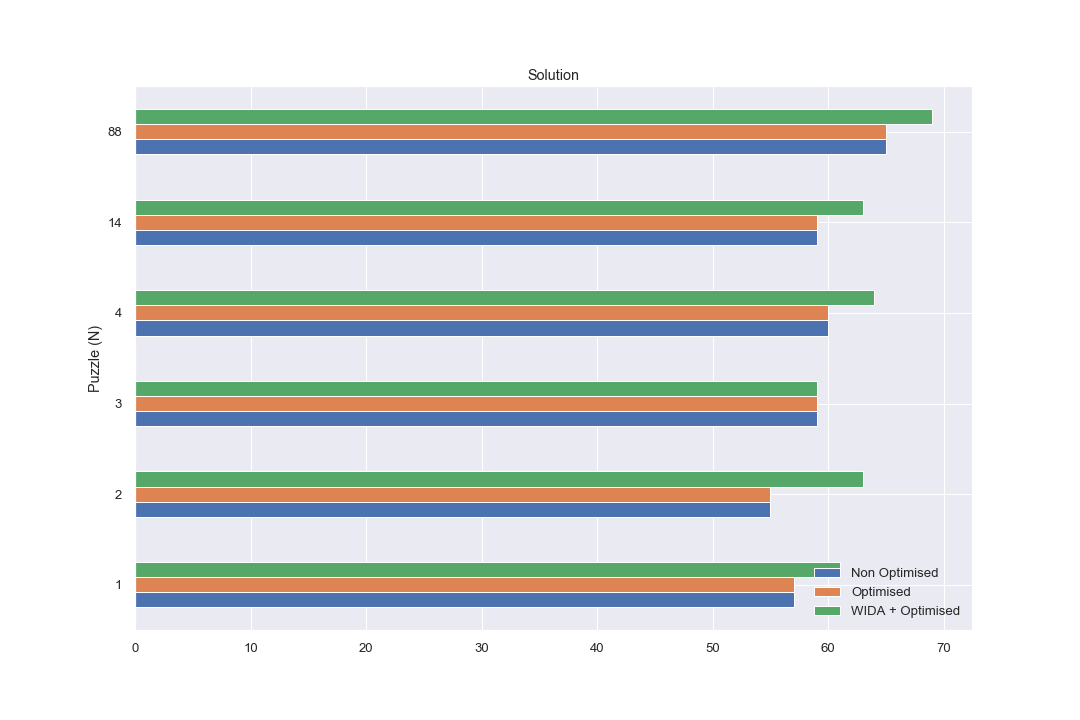 Solution
Puzzle (N)
88
14
4
3
2
1
Non Optimised
Optimised
WIDA + Optimised
0 10 20 30 40 50 60 70